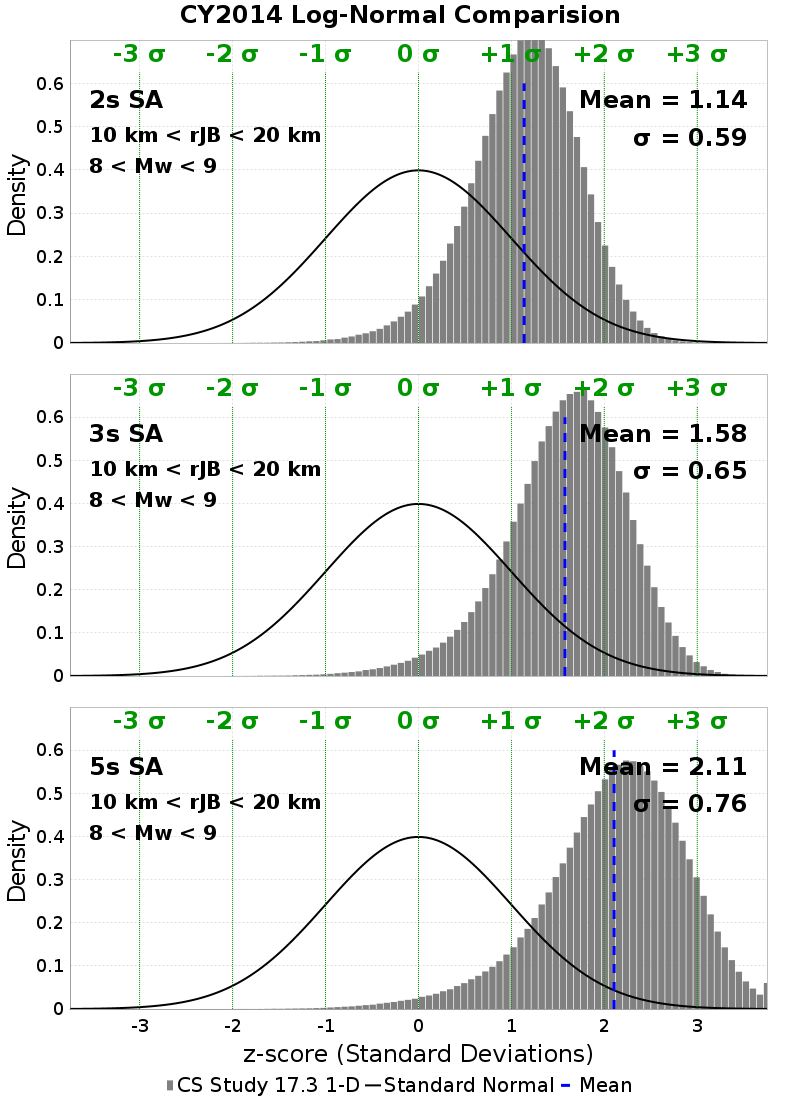 CY2014 Log-Normal Comparision
-3 σ -2 σ -1 σ 0 σ +1 σ +2 σ +3 σ
0.6
2s SA Mean = 1.14
0.5
10 km < rJB < 20 km σ = 0.59
8 < Mw < 9
0.4
0.3
0.2
0.1
0
Density
-3 σ -2 σ -1 σ 0 σ +1 σ +2 σ +3 σ
0.6
3s SA Mean = 1.58
0.5
10 km < rJB < 20 km σ = 0.65
8 < Mw < 9
0.4
0.3
0.2
0.1
0
Density
-3 σ -2 σ -1 σ 0 σ +1 σ +2 σ +3 σ
0.6
5s SA Mean = 2.11
0.5
10 km < rJB < 20 km σ = 0.76
8 < Mw < 9
0.4
0.3
0.2
0.1
0
Density
-3 -2 -1 0 1 2 3
z-score (Standard Deviations)
CS Study 17.3 1-D Standard Normal Mean